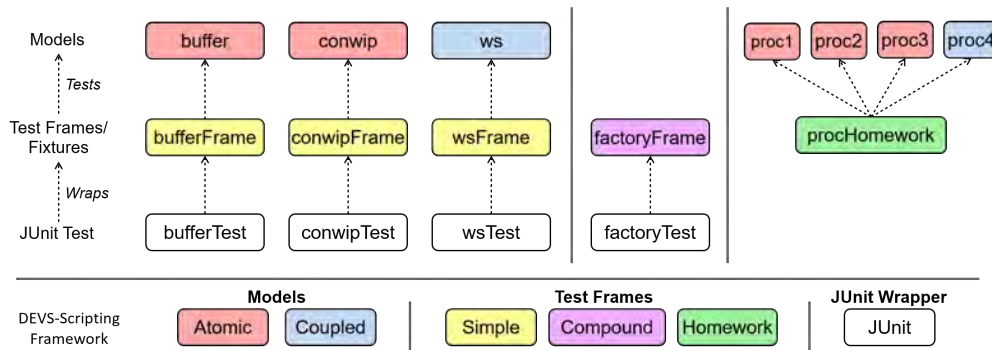 Models
buffer
conwip
ws
proc1
proc2
proc3
proc4
Tests
Test Frames/
Fixtures
bufferFrame
conwipFrame
wsFrame
factoryFrame
procHomework
Wraps
JUnit Test
bufferTest
conwipTest
wsTest
factoryTest
Models
Test Frames
JUnit Wrapper
DEVS-Scripting
Framework
Atomic
Coupled
Simple
Compound
Homework
JUnit